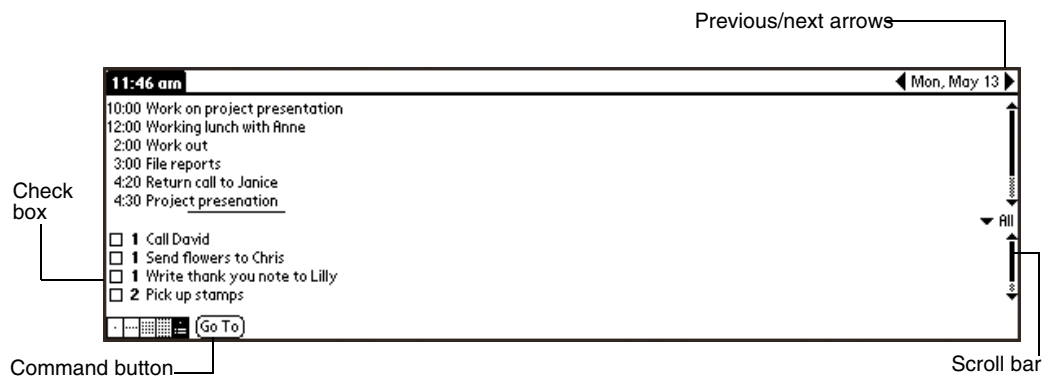 Previous/next arrows
11:46 am
Mon, May 13
10:00 Work on project presentation
12:00 Working lunch with Anne
2:00 Work out
3:00 File reports
4:20 Return call to Janice
4:30 Project presenation
All
Check
box
1 Call David
1 Send flowers to Chris
1 Write thank you note to Lilly
2 Pick up stamps
Go To
Command button
Scroll bar